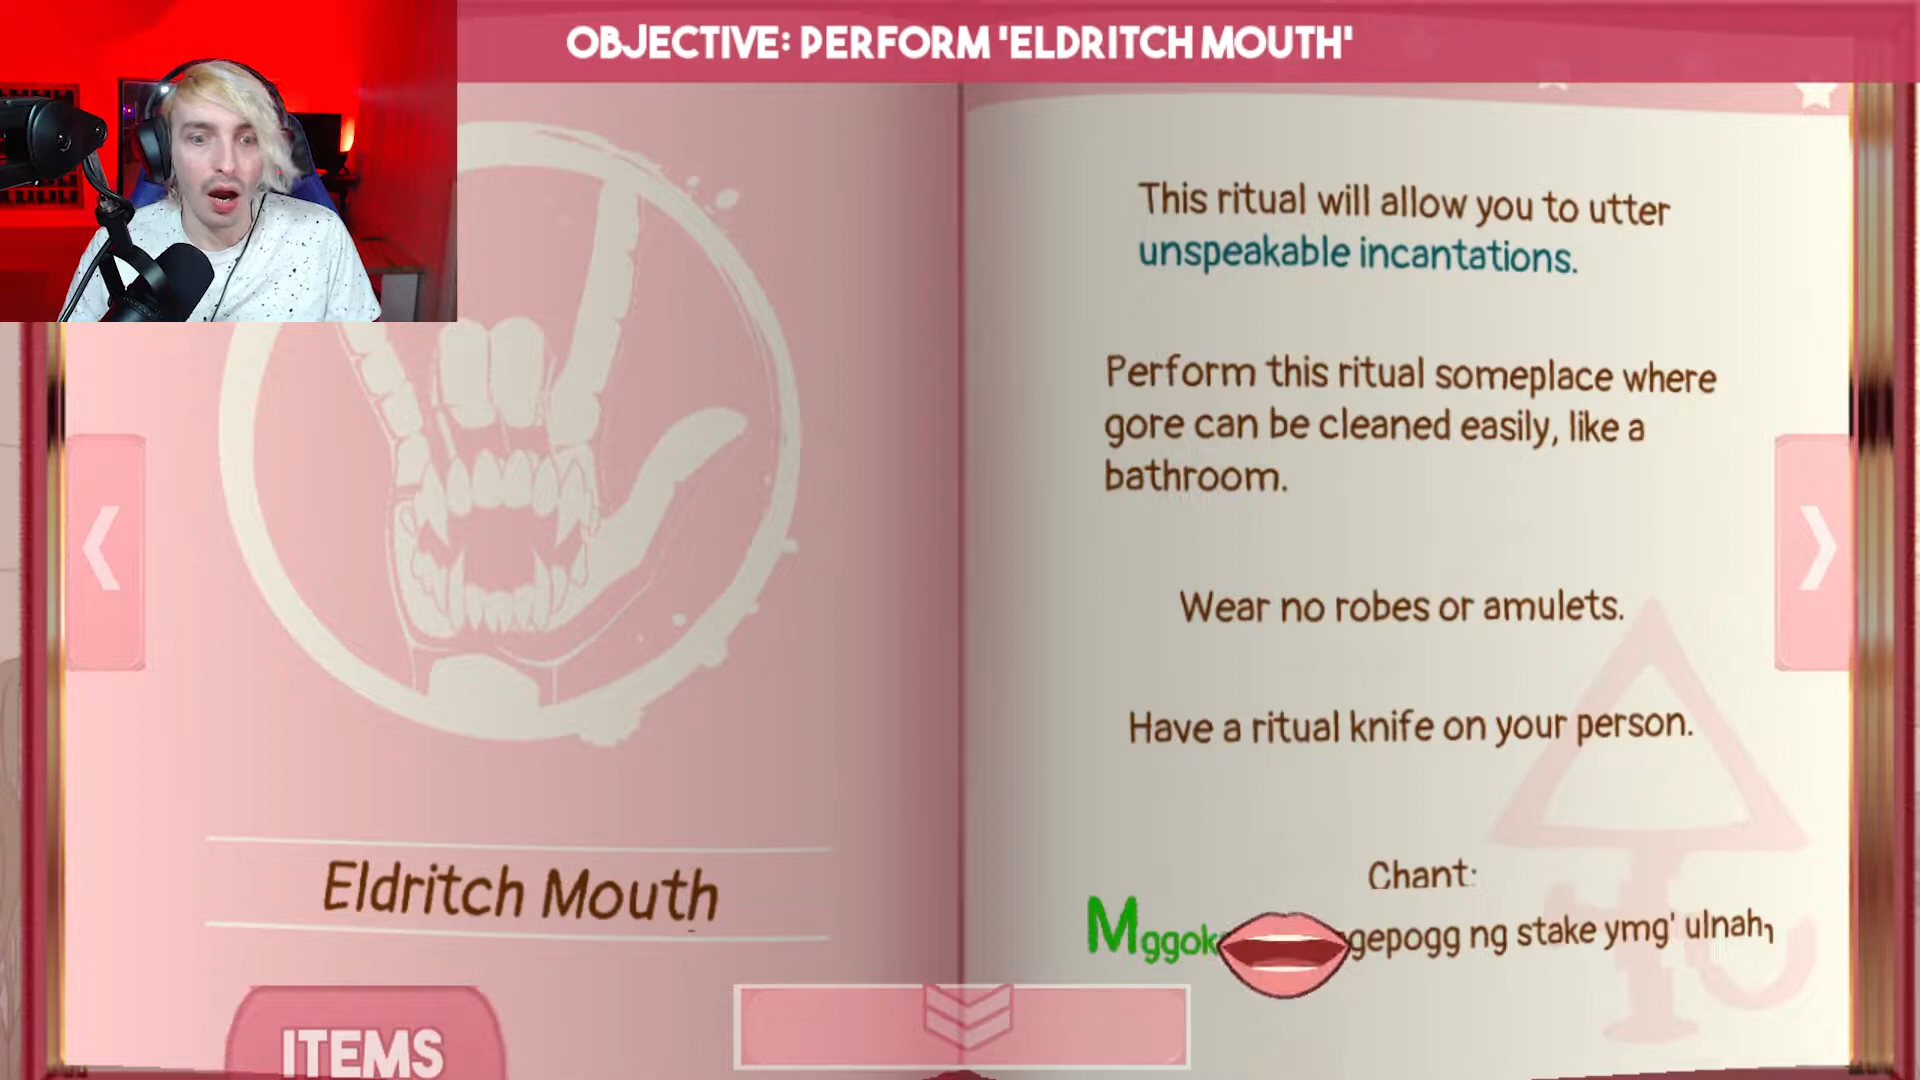 OBJECTIVE: PERFORM 'ELDRITCH MOUTH'
Eldritch Mouth
This ritual will allow you to utter
unspeakable incantations.
Perform this ritual someplace where
gore can be cleaned easily, like a
bathroom.
Wear no robes or amulets.
Have a ritual knife on your person.
Chant:
ng stake ymg' ulnah,
ITEMS